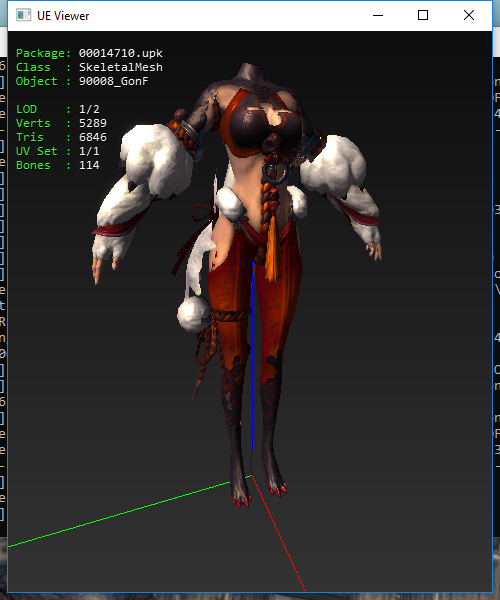 UE Viewer
Package: 00014710.upk
Class : SkeletalMesh
Object : 90008_GonF
LOD : 1/2
Verts : 5289
Tris : 6846
UV Set : 1/1
Bones : 114